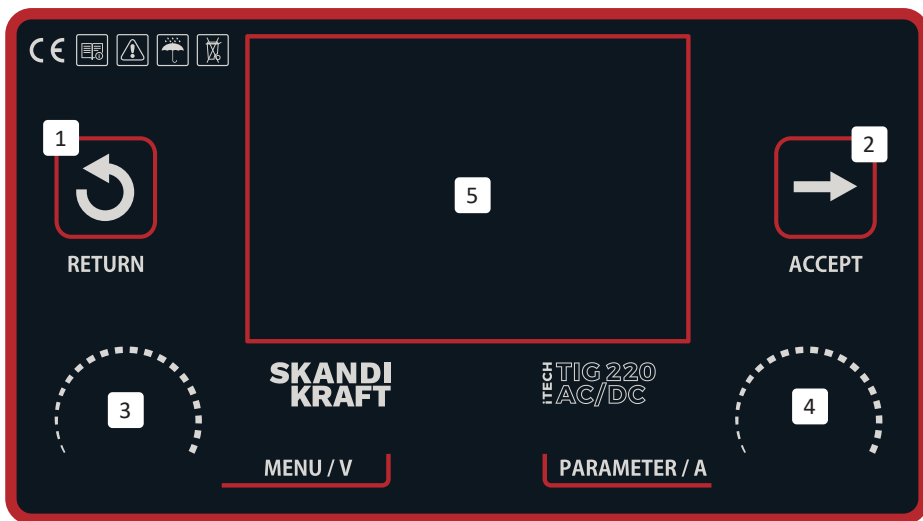 CE
1
2
5
RETURN
ACCEPT
3
4
SKANDI
KRAFT
iTECH
TIG 220
AC/DC
MENU / V
PARAMETER / A